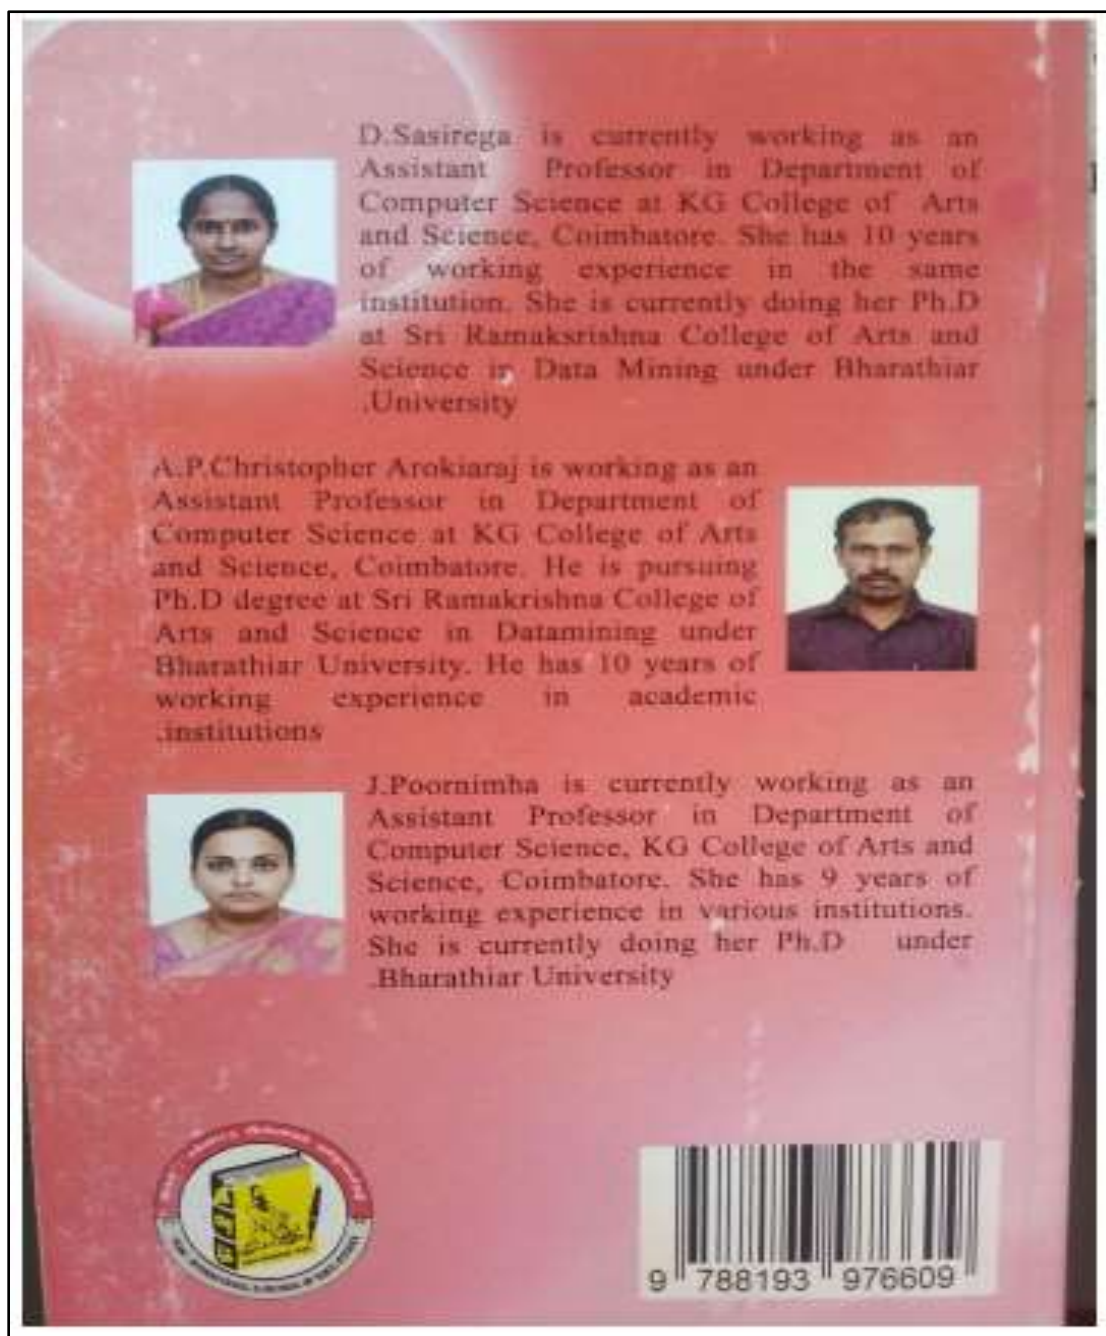 D.Sasirega is currently working as an
Assistant Professor in Department of
Computer Science at KG College of Arts
and Science, Coimbatore. She has 10 years
of working experience in the same
institution. She is currently doing her Ph.D
at Sri Ramaksrishna College of Arts and
Science in Data Mining under Bharathiar
.University
A.P.Christopher Arokiaraj is working as an
Assistant Professor in Department of
Computer Science at KG College of Arts
and Science, Coimbatore. He is pursuing
Ph.D degree at Sri Ramakrishna College of
Arts and Science in Datamining under
Bharathiar University. He has 10 years of
working experience in academic
.institutions
J.Poornimha is currently working as an
Assistant Professor in Department of
Computer Science, KG College of Arts and
Science, Coimbatore. She has 9 years of
working experience in various institutions.
She is currently doing her Ph.D under
.Bharathiar University
9 788193 976609